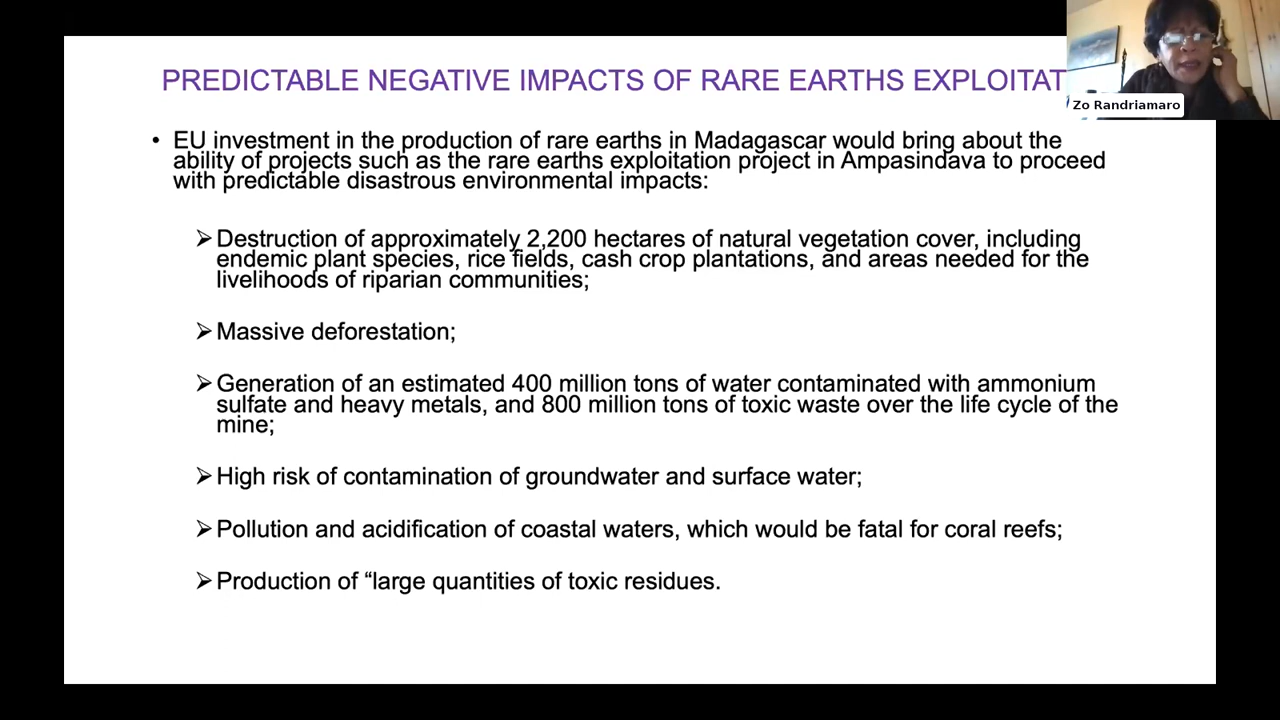 PREDICTABLE NEGATIVE IMPACTS OF RARE EARTHS EXPLOITAT
Zo Randriamaro
• EU investment in the production of rare earths in Madagascar would bring about the
ability of projects such as the rare earths exploitation project in Ampasindava to proceed
with predictable disastrous environmental impacts:
➢ Destruction of approximately 2,200 hectares of natural vegetation cover, including
endemic plant species, rice fields, cash crop plantations, and areas needed for the
livelihoods of riparian communities;
➢ Massive deforestation;
➢ Generation of an estimated 400 million tons of water contaminated with ammonium
sulfate and heavy metals, and 800 million tons of toxic waste over the life cycle of the
mine;
➢ High risk of contamination of groundwater and surface water;
➢ Pollution and acidification of coastal waters, which would be fatal for coral reefs;
➢ Production of “large quantities of toxic residues.